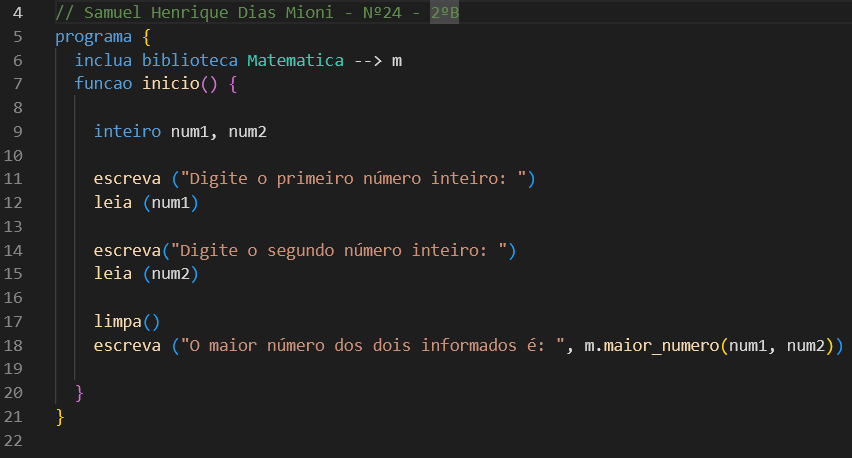 4 // Samuel Henrique Dias Mioni - Nº24 - 2ºB
5 programa {
6 inclua biblioteca Matematica --> m
7 funcao inicio() {
8
9 inteiro num1, num2
10
11 escreva ("Digite o primeiro número inteiro: ")
12 leia (num1)
13
14 escreva("Digite o segundo número inteiro: ")
15 leia (num2)
16
17 limpa()
18 escreva ("O maior número dos dois informados é: ", m.maior_numero(num1, num2))
19
20 }
21 }
22